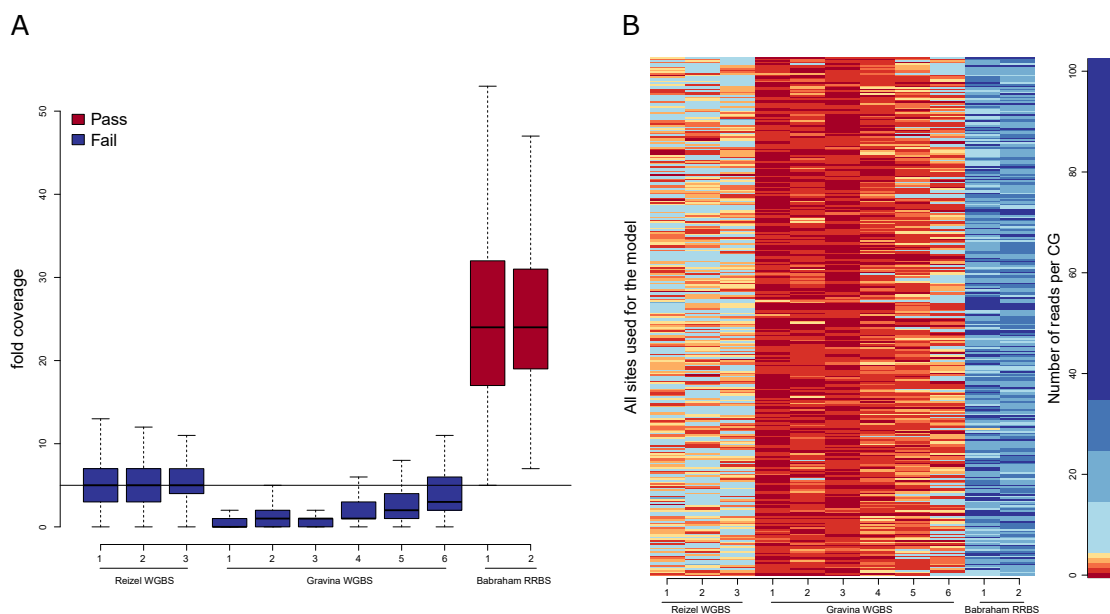 A
fold coverage
0
10
20
30
40
50
Pass
Fail
1 2 3 1 2 3 4 5 6 1 2
Reizel WGBS Gravina WGBS Babraham RRBS
B
All sites used for the model
1 2 3 1 2 3 4 5 6 1 2
Reizel WGBS Gravina WGBS Babraham RRBS
Number of reads per CG
0
20
40
60
80
100